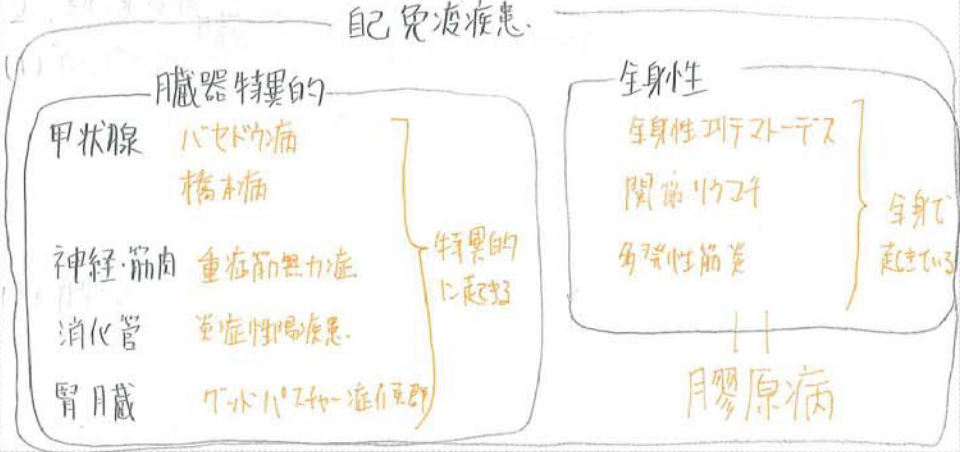 自己免疫疾患.
臓器特異的
甲状腺 バセドウ病
橋本病
神経・筋肉 重症筋無力症
消化管 炎症性腸疾患.
腎臓 グッドパスチャー症候群
特異的
に起きる
全身性
全身性エリテマトーデス
関節リウマチ
多発性筋炎
全身で
起きている
膠原病